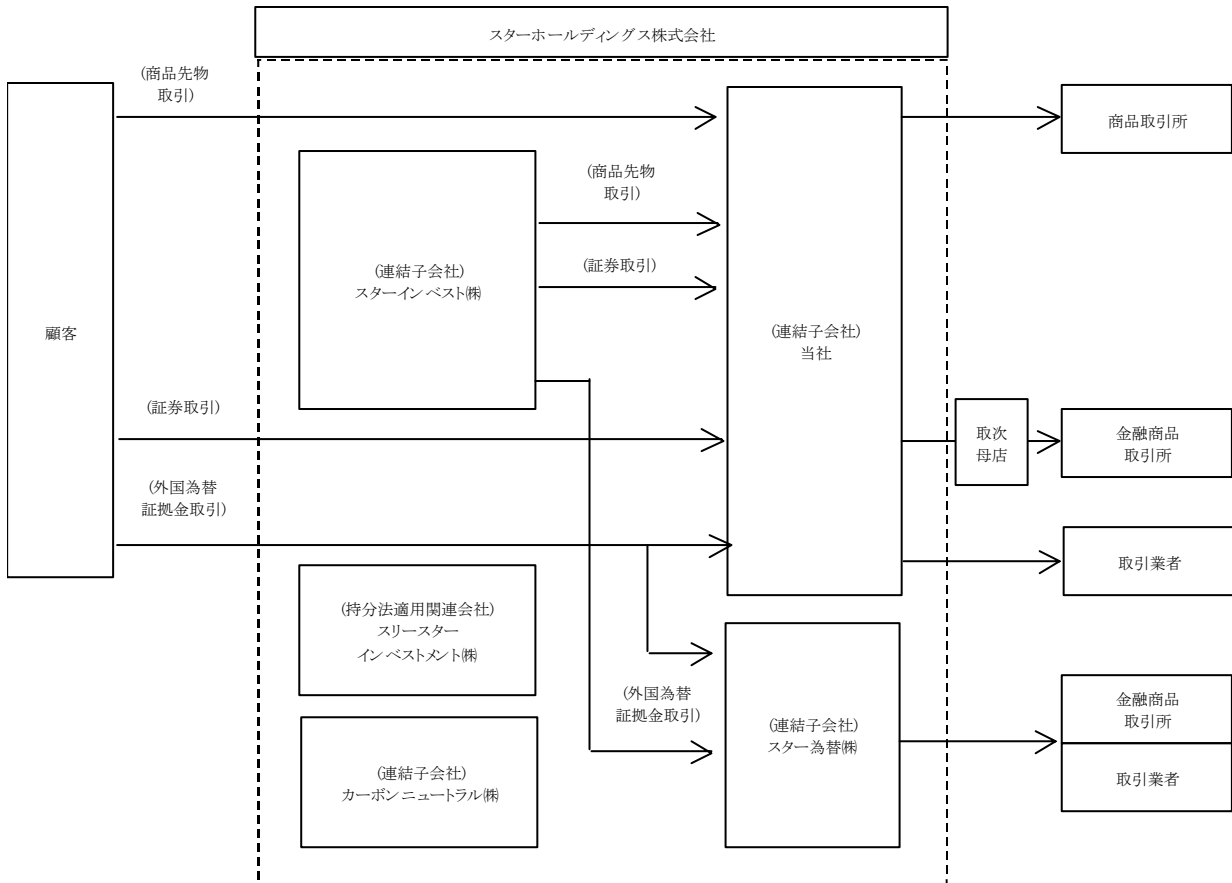 スターホールディングス株式会社
(商品先物
取引)
商品取引所
(商品先物
取引)
(連結子会社)
スターインベスト㈱
(証券取引)
顧客
(連結子会社)
当社
(証券取引)
取次
母店
金融商品
取引所
(外国為替
証拠金取引)
取引業者
(持分法適用関連会社)
スリースター
インベストメント㈱
(外国為替
証拠金取引)
(連結子会社)
スター為替㈱
金融商品
取引所
取引業者
(連結子会社)
カーボンニュートラル㈱